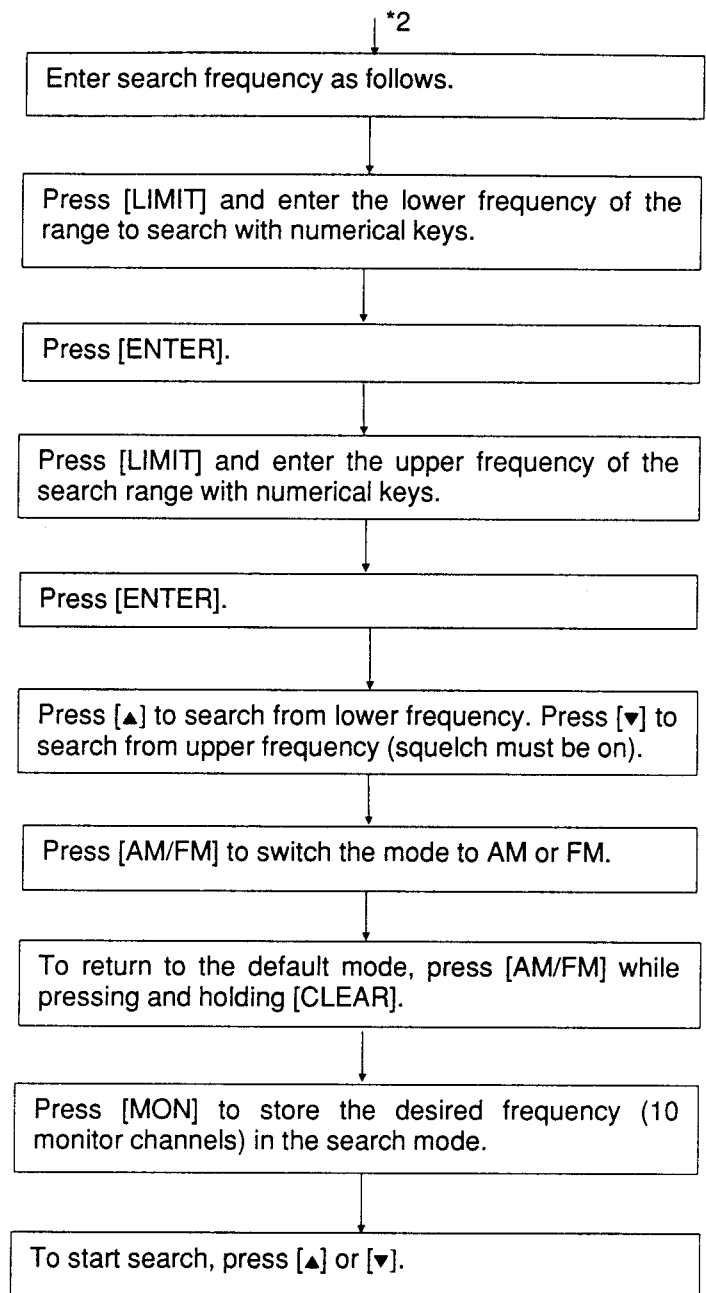 *2
Enter search frequency as follows.
Press [LIMIT] and enter the lower frequency of the
range to search with numerical keys.
Press [ENTER].
Press [LIMIT] and enter the upper frequency of the
search range with numerical keys.
Press [ENTER].
Press [▲] to search from lower frequency. Press [▼] to
search from upper frequency (squelch must be on).
Press [AM/FM] to switch the mode to AM or FM.
To return to the default mode, press [AM/FM] while
pressing and holding [CLEAR].
Press [MON] to store the desired frequency (10
monitor channels) in the search mode.
To start search, press [▲] or [▼].